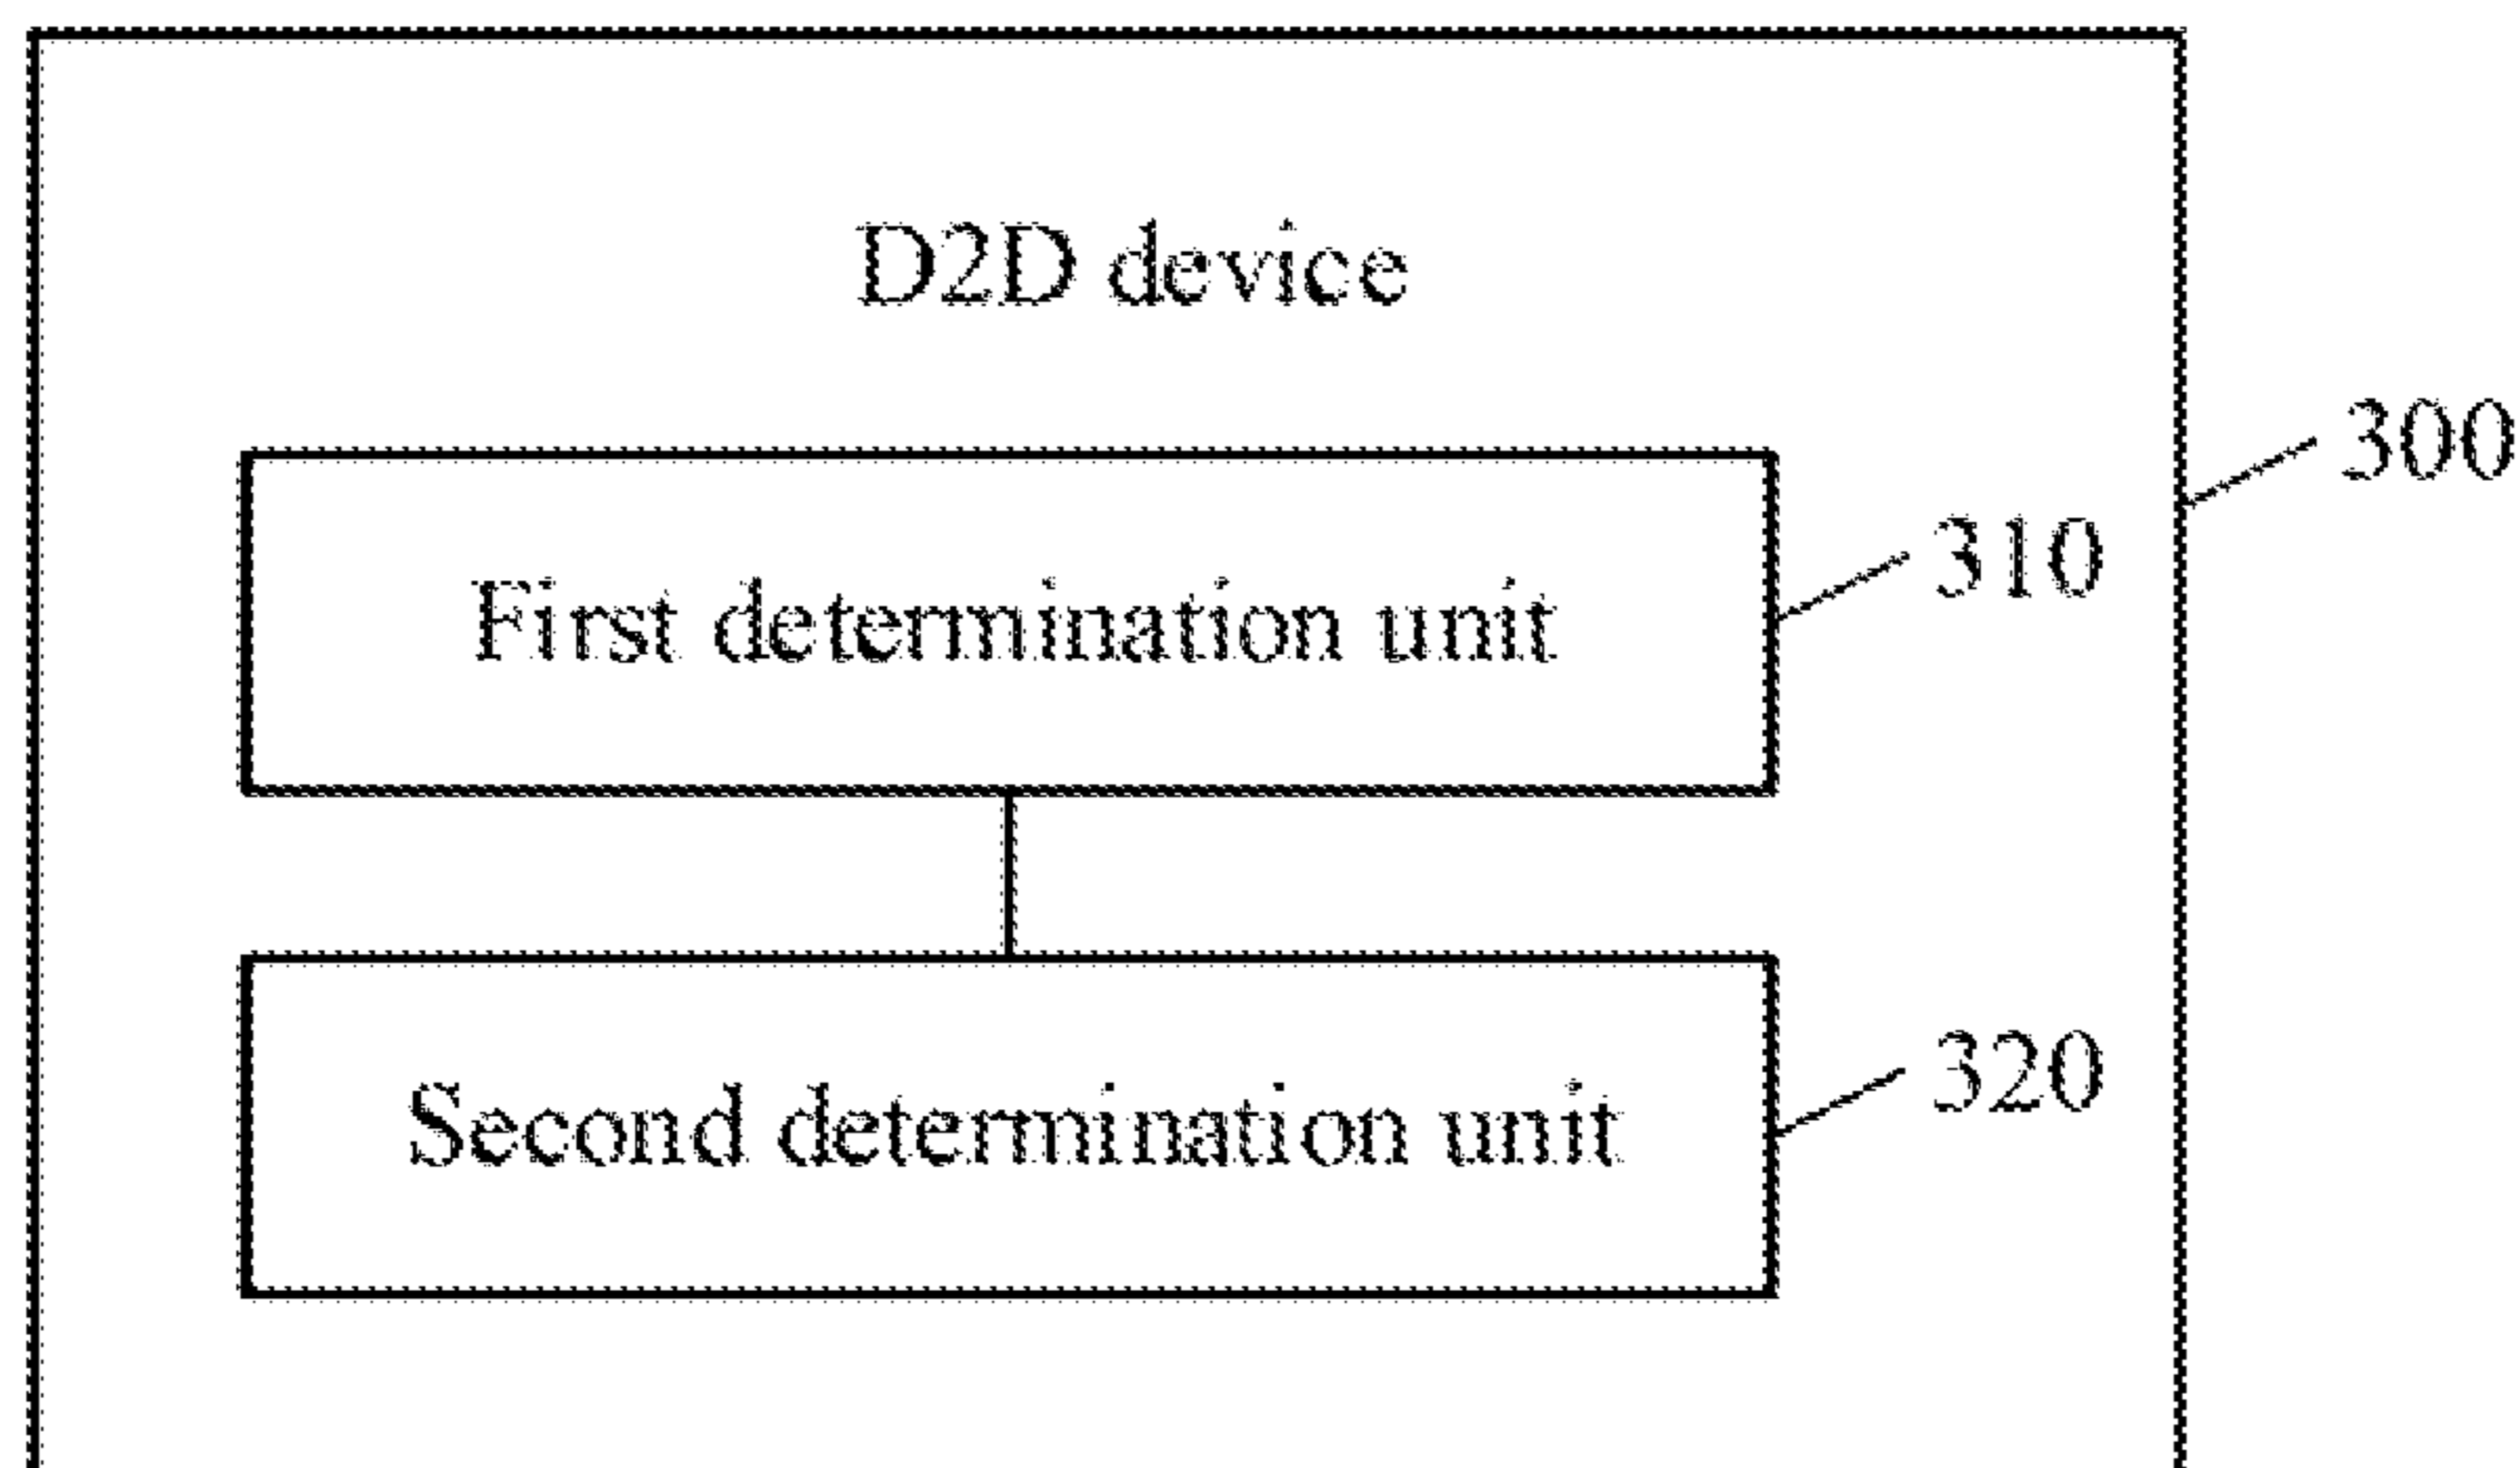 D2D device
300
310
First determination unit
320
Second determination unit